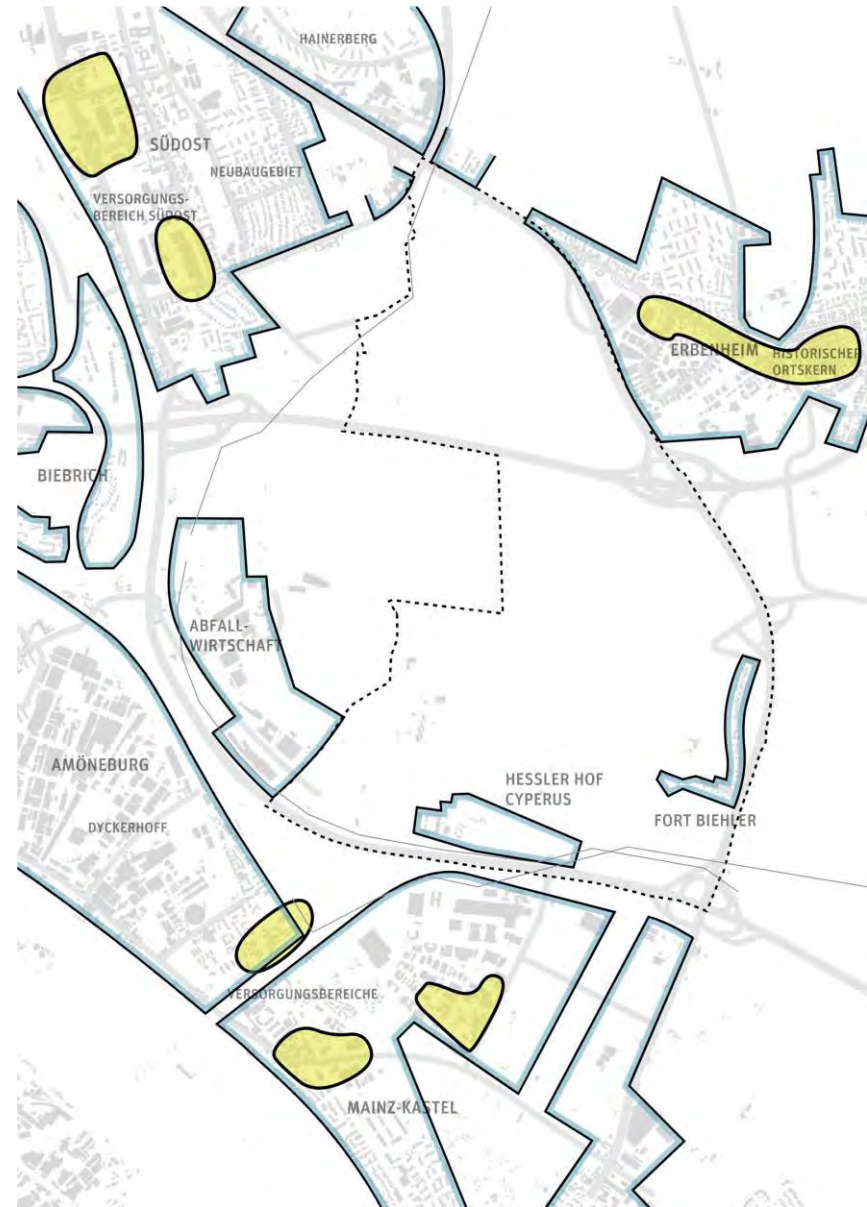 HAINERBERG
SÜDOST
NEUBAUGEBIET
VERSORGUNGS-
BEREICH SÜDOST
ERBENHEIM
HISTORISCHER
ORTSKERN
BIEBRICH
ABFALL-
WIRTSCHAFT
AMÖNEBURG
HESSLER HOF
CYPERUS
DYCKERHOFF
FORT BIEHLER
VERSORGUNGSBEREICHE
MAINZ-KASTEL